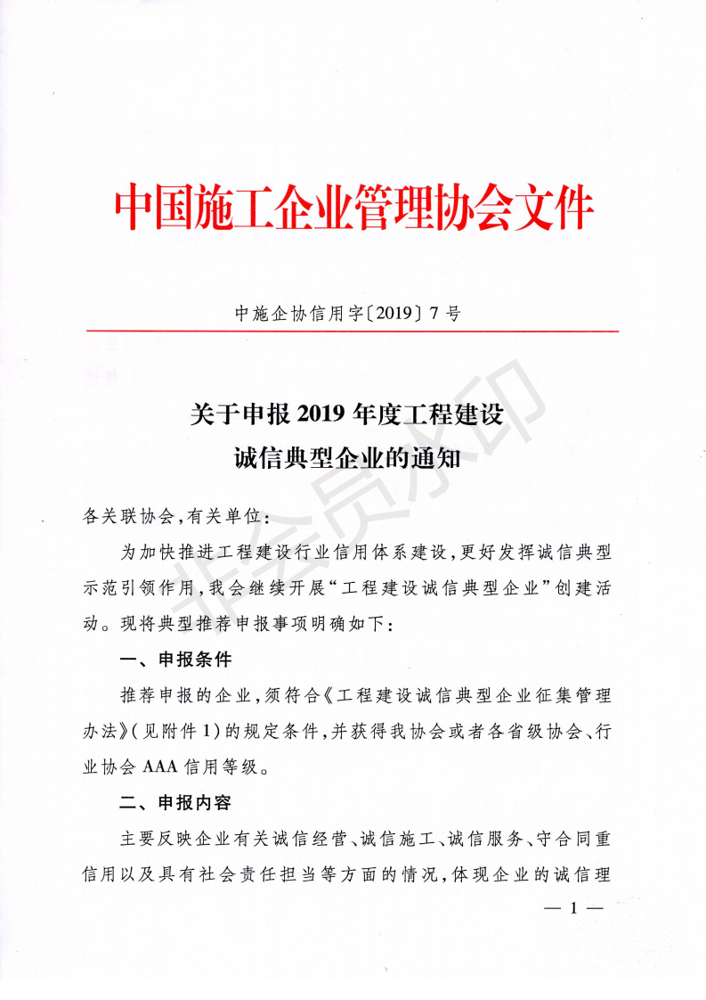 中国施工企业管理协会文件
中施企协信用字〔2019〕7号
关于申报 2019 年度工程建设
诚信典型企业的通知
各关联协会,有关单位:
为加快推进工程建设行业信用体系建设,更好发挥诚信典型
示范引领作用,我会继续开展“工程建设诚信典型企业”创建活
动。现将典型推荐申报事项明确如下:
一、申报条件
推荐申报的企业,须符合《工程建设诚信典型企业征集管理
办法》(见附件1)的规定条件,并获得我协会或者各省级协会、行
业协会 AAA 信用等级。
二、申报内容
主要反映企业有关诚信经营、诚信施工、诚信服务、守合同重
信用以及具有社会责任担当等方面的情况,体现企业的诚信理
— 1 —
非会员水印